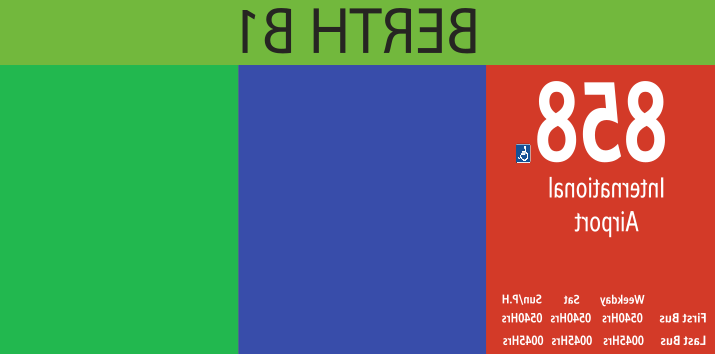 BERTH B1
858
International
Airport
Weekday Sat Sun/P.H
First Bus 0540Hrs 0540Hrs 0540Hrs
Last Bus 0045Hrs 0045Hrs 0045Hrs